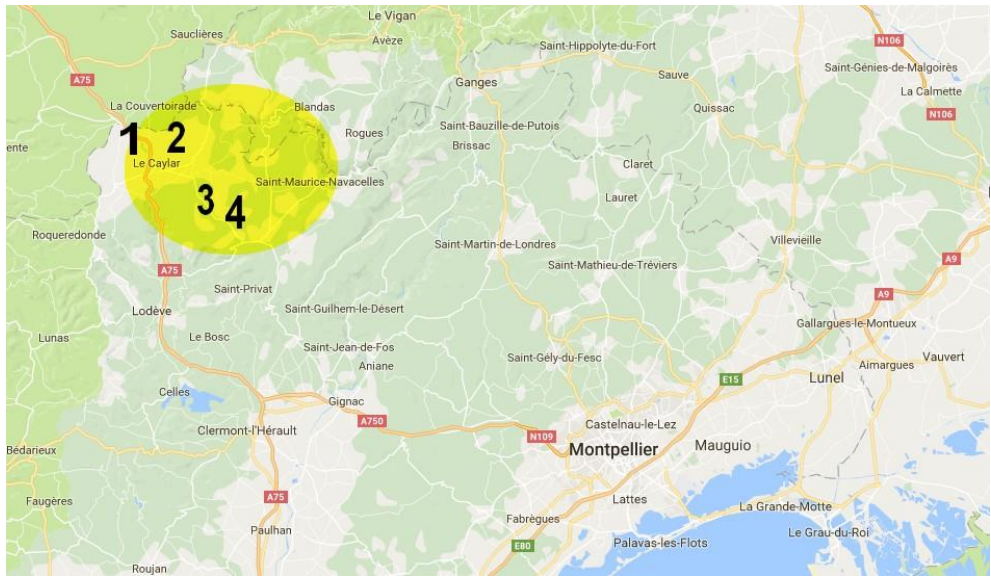 Le Vigan
Sauclières
Avèze
Saint-Hippolyte-du-Fort
N106
Saint-Génies-de-Malgoirès
A75
Ganges
Sauve
La Calmette
La Couvertoirade
Blandas
Quissac
N106
Saint-Bauzille-de-Putois
Rogues
1
2
ente
Brissac
Le Caylar
Claret
Saint-Maurice-Navacelles
3
4
Lauret
Roqueredonde
Saint-Martin-de-Londres
Villevieille
A9
A75
Saint-Mathieu-de-Tréviers
Saint-Privat
A9
Lodève
Saint-Guilhem-le-Désert
Gallargues-le-Montueux
Lunas
Le Bosc
Saint-Jean-de-Fos
Saint-Gély-du-Fesc
Vauvert
Aniane
Aimargues
E15
Lunel
Celles
Gignac
A750
Castelnau-le-Lez
Clermont-l'Hérault
N109
Bédarieux
Montpellier
Mauguio
A75
Faugères
Lattes
La Grande-Motte
Paulhan
Fabrègues
Le Grau-du-Roi
E80
Palavas-les-Flots
Roujan